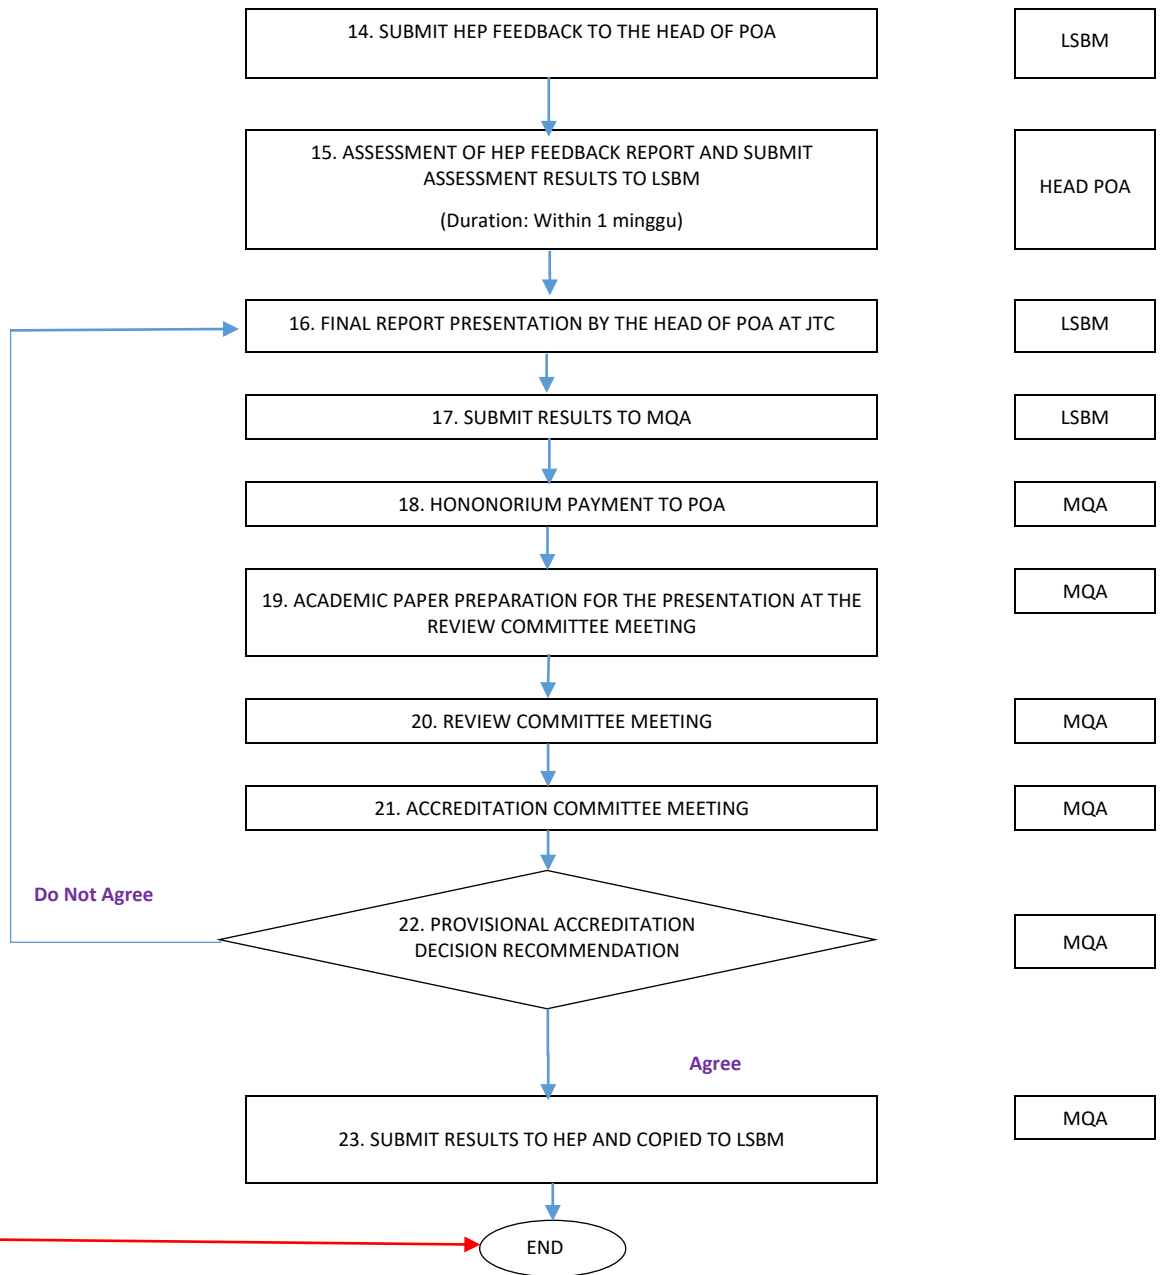 14. SUBMIT HEP FEEDBACK TO THE HEAD OF POA
LSBM
15. ASSESSMENT OF HEP FEEDBACK REPORT AND SUBMIT
ASSESSMENT RESULTS TO LSBM
(Duration: Within 1 minggu)
HEAD POA
16. FINAL REPORT PRESENTATION BY THE HEAD OF POA AT JTC
LSBM
17. SUBMIT RESULTS TO MQA
LSBM
18. HONONORIUM PAYMENT TO POA
MQA
19. ACADEMIC PAPER PREPARATION FOR THE PRESENTATION AT THE
REVIEW COMMITTEE MEETING
MQA
20. REVIEW COMMITTEE MEETING
MQA
21. ACCREDITATION COMMITTEE MEETING
MQA
Do Not Agree
22. PROVISIONAL ACCREDITATION
DECISION RECOMMENDATION
MQA
Agree
23. SUBMIT RESULTS TO HEP AND COPIED TO LSBM
MQA
END